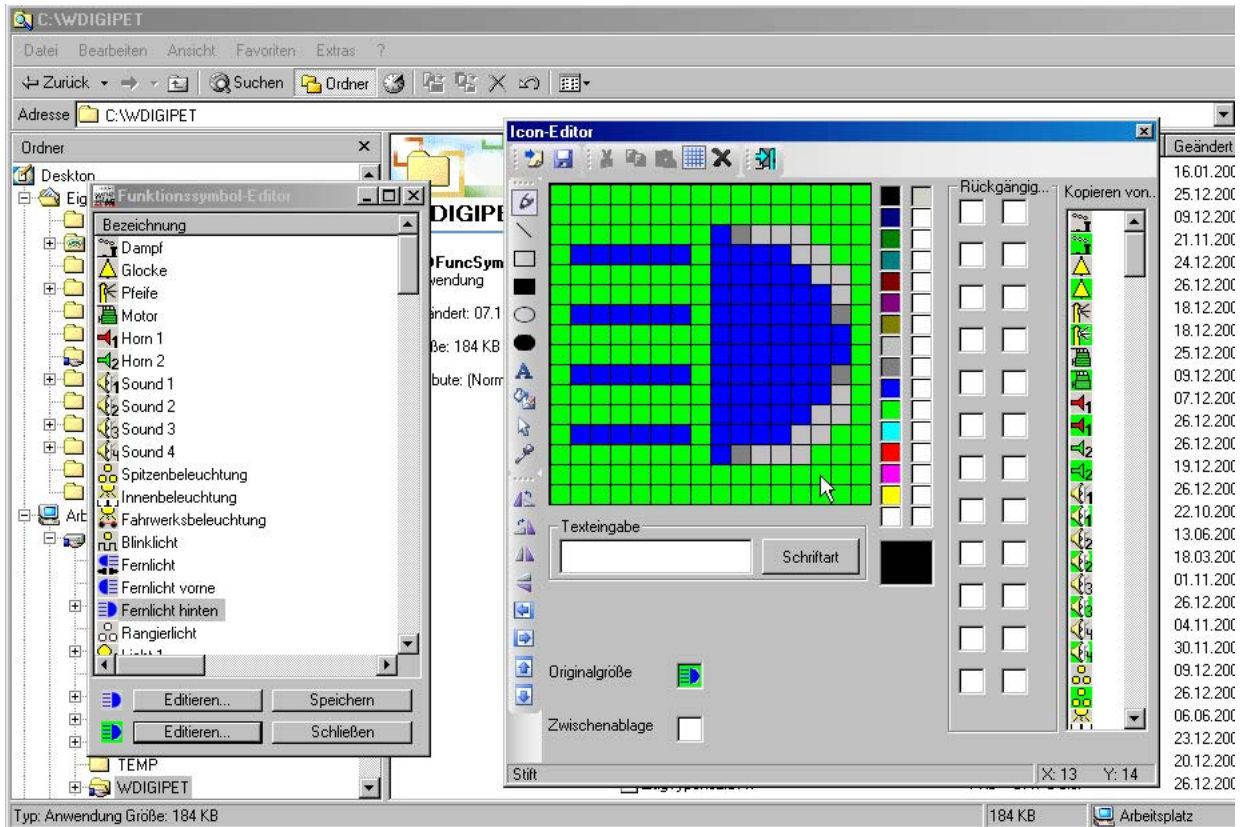 C:\WDIGIPET
Datei Bearbeiten Ansicht Favoriten Extras ?
Zurück Suchen Ordner
Adresse C:\WDIGIPET
Ordner
Desktop
Eig
Arb
TEMP
WDIGIPET
Funktionssymbol-Editor
Bezeichnung
Dampf
Glocke
Pfeife
Motor
Horn 1
Horn 2
Sound 1
Sound 2
Sound 3
Sound 4
Spitzenbeleuchtung
Innenbeleuchtung
Fahrwerksbeleuchtung
Blinklicht
Fernlicht
Fernlicht vorne
Fernlicht hinten
Rangierlicht
Licht 1
Editieren... Speichern
Editieren... Schließen
DIGIPE
FuncSym
vendung
ändert: 07.1
ße: 184 KB
bute: (Norm
Icon-Editor
Rückgängig...
Kopieren von..
Texteingabe
Schriftart
Originalgröße
Zwischenablage
Stift X: 13 Y: 14
Geändert
16.01.200
25.12.200
09.12.200
21.11.200
24.12.200
26.12.200
18.12.200
18.12.200
25.12.200
09.12.200
07.12.200
26.12.200
26.12.200
19.12.200
26.12.200
22.10.200
13.06.200
18.03.200
01.11.200
26.12.200
04.11.200
30.11.200
09.12.200
26.12.200
06.06.200
23.12.200
20.12.200
26.12.200
Typ: Anwendung Größe: 184 KB 184 KB Arbeitsplatz